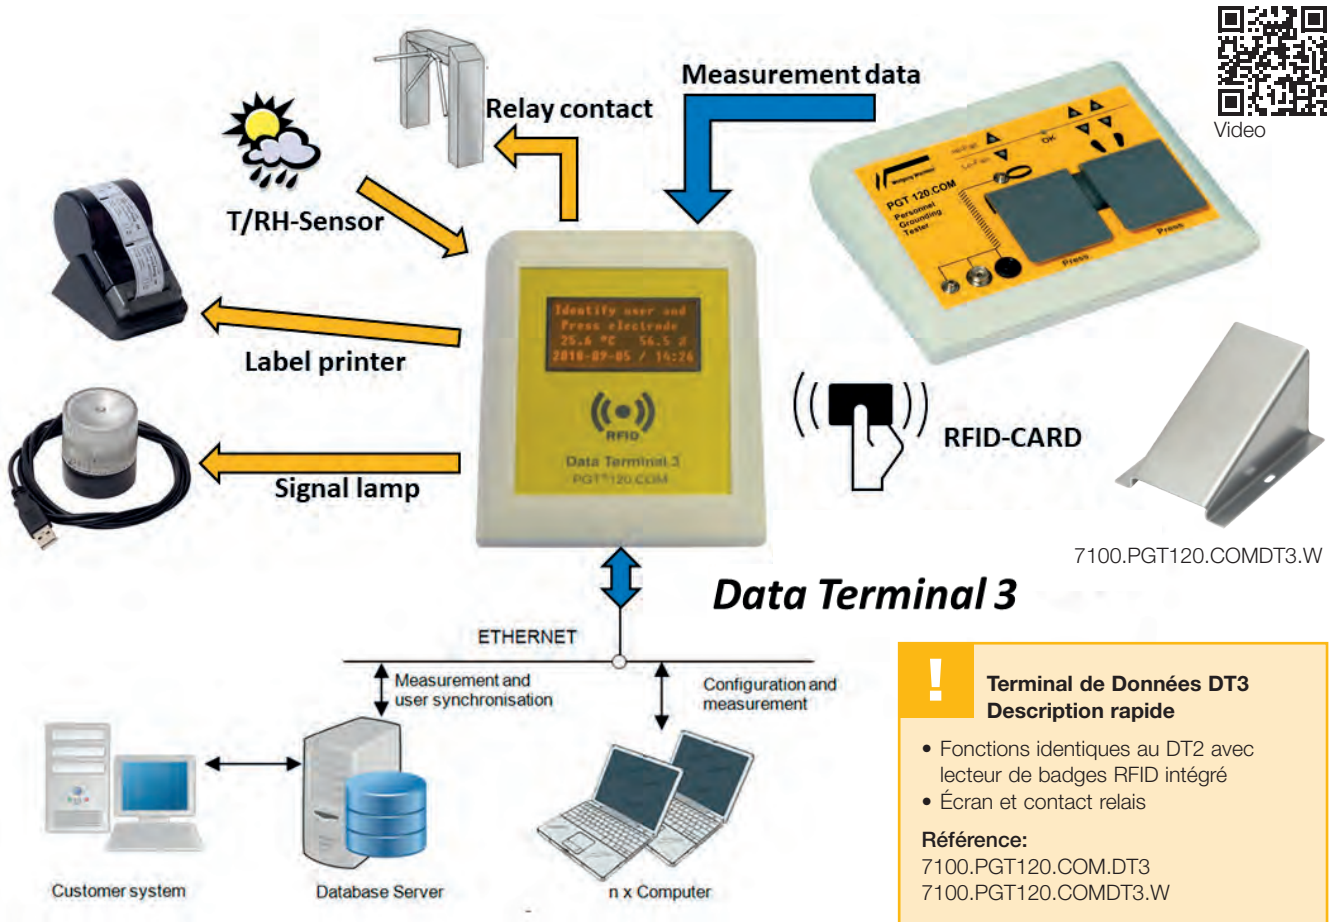 Video
Measurement data
Relay contact
T/RH-Sensor
Label printer
Signal lamp
Identify user and
Press electrode
25.6 °C 56.5 %
2018-09-05 / 14:26
RFID
Data Terminal 3
PGT®120.COM
PGT 120.COM
Personnel
Grounding
Tester
OK
Press
Press
RFID-CARD
7100.PGT120.COMDT3.W
Data Terminal 3
ETHERNET
Measurement and
user synchronisation
Configuration and
measurement
Customer system
Database Server
n x Computer
!
Terminal de Données DT3
Description rapide
• Fonctions identiques au DT2 avec
lecteur de badges RFID intégré
• Écran et contact relais
Référence:
7100.PGT120.COM.DT3
7100.PGT120.COMDT3.W